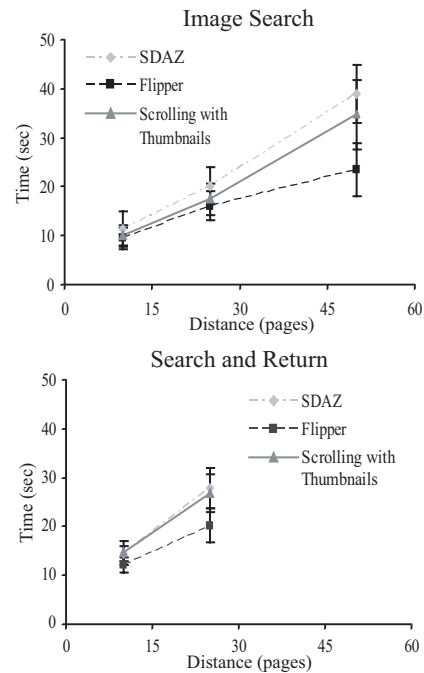 Image Search
50
40
30
20
10
0
Time (sec)
SDAZ
Flipper
Scrolling with
Thumbnails
0 15 30 45 60
Distance (pages)
Search and Return
50
40
30
20
10
0
Time (sec)
SDAZ
Flipper
Scrolling with
Thumbnails
0 15 30 45 60
Distance (pages)